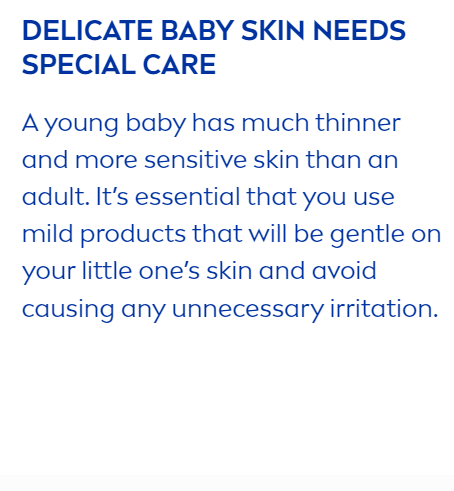 DELICATE BABY SKIN NEEDS
SPECIAL CARE
A young baby has much thinner
and more sensitive skin than an
adult. It’s essential that you use
mild products that will be gentle on
your little one’s skin and avoid
causing any unnecessary irritation.